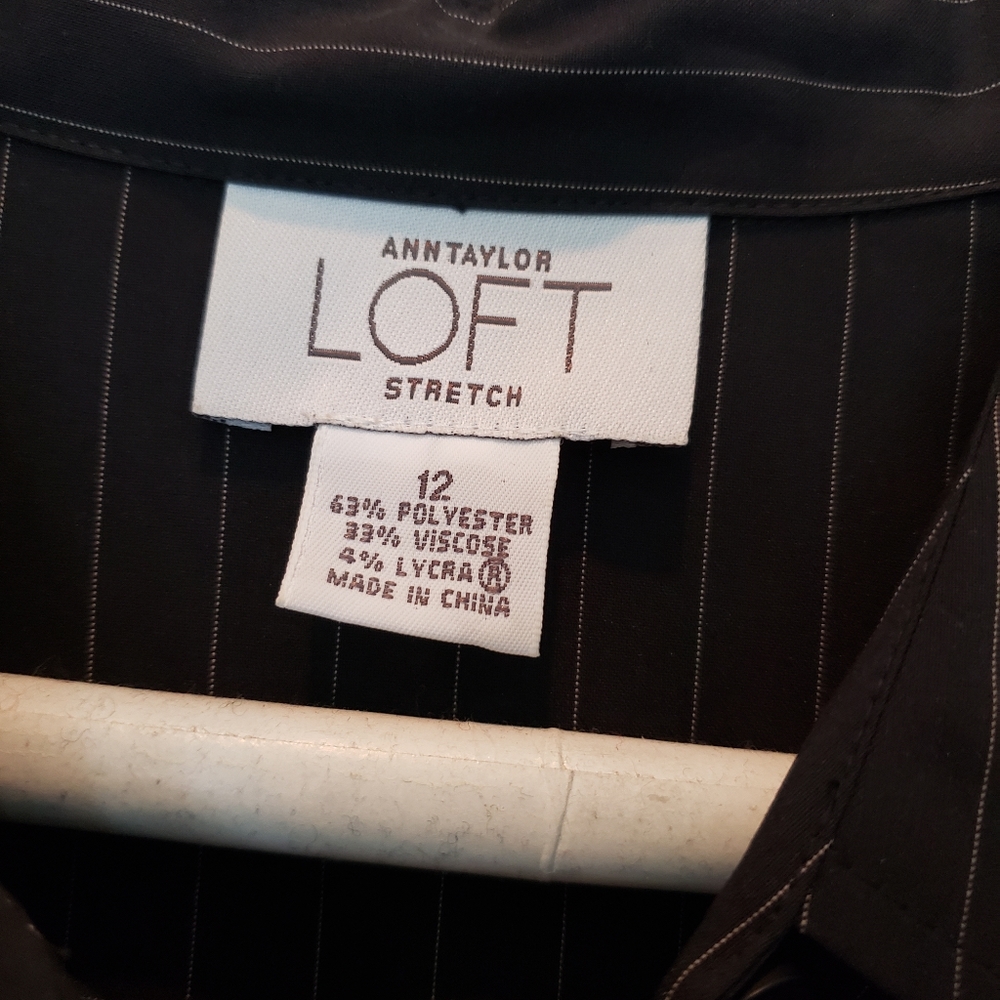 ANNTAYLOR
LOFT
STRETCH
12
63% POLYESTER
33% VISCOSE
4% LYCRA®
MADE IN CHINA